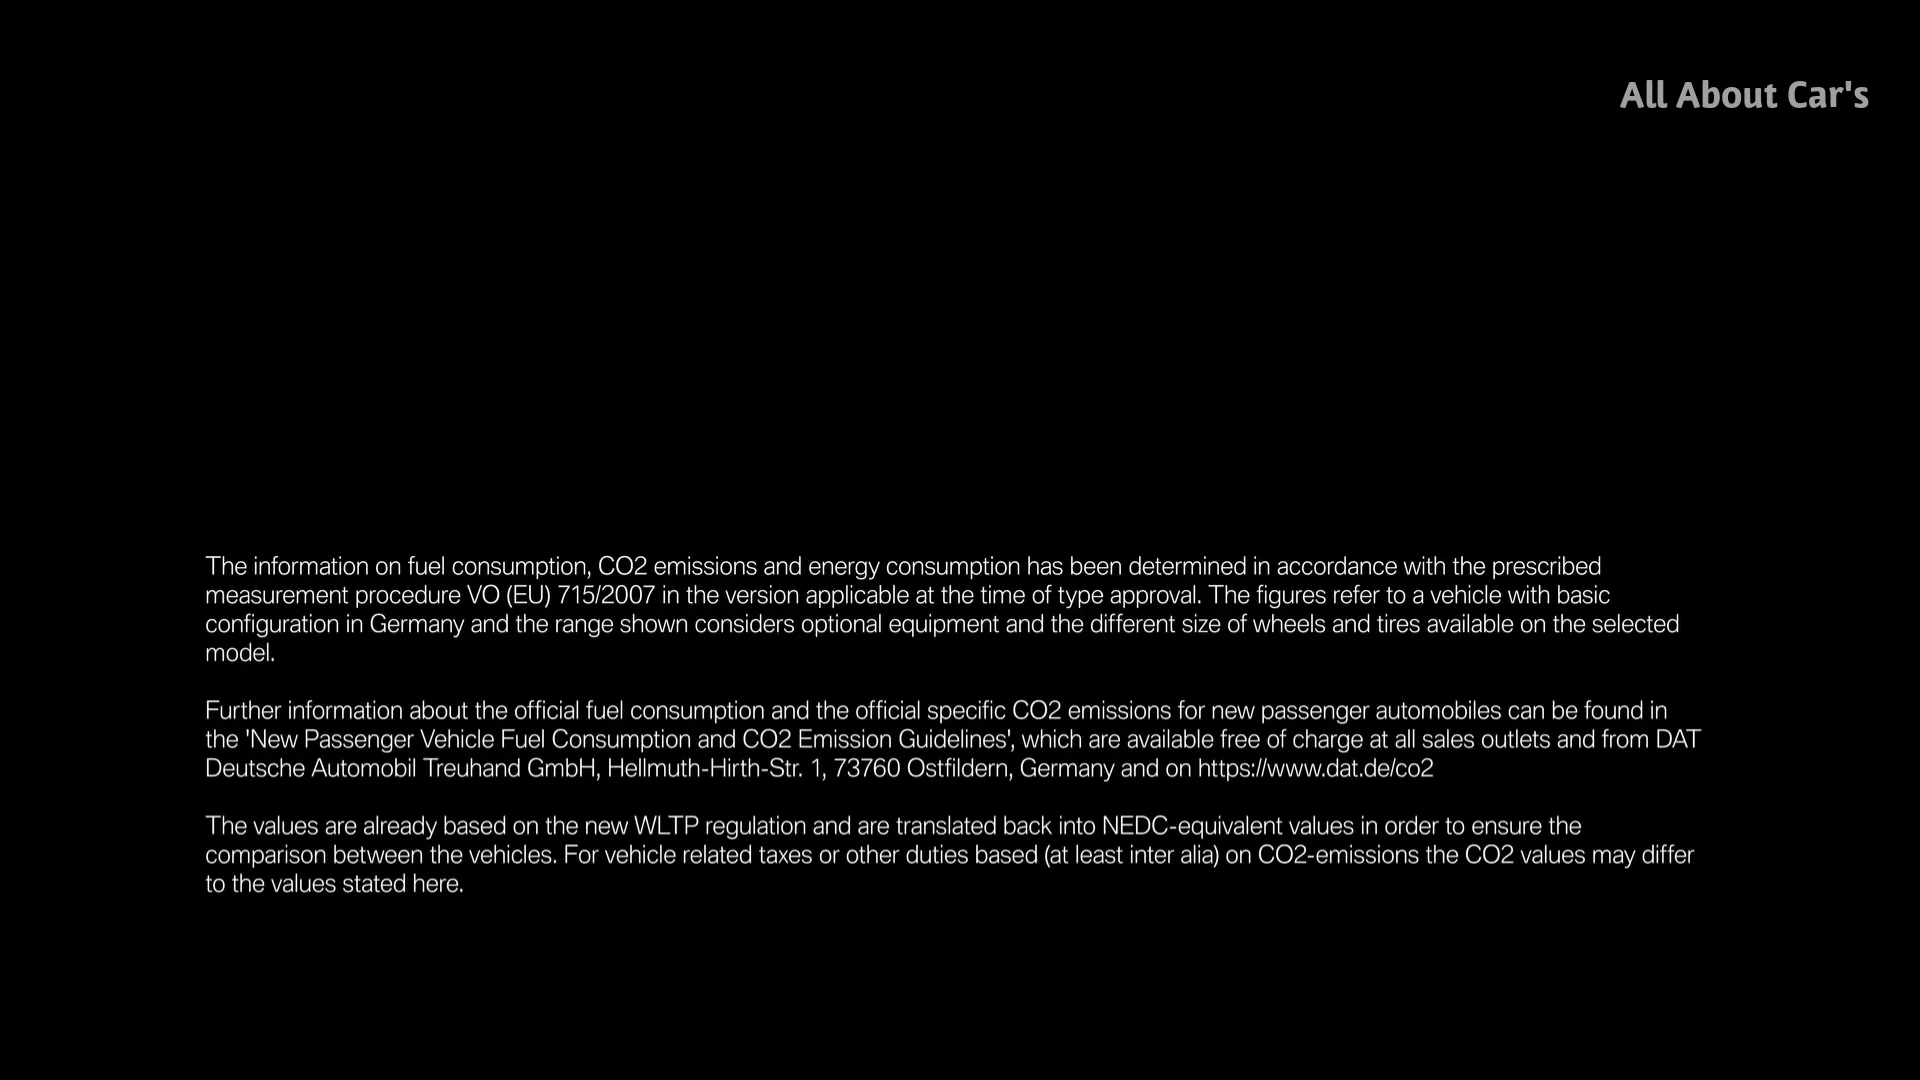 All About Car's
The information on fuel consumption, CO2 emissions and energy consumption has been determined in accordance with the prescribed
measurement procedure VO (EU) 715/2007 in the version applicable at the time of type approval. The figures refer to a vehicle with basic
configuration in Germany and the range shown considers optional equipment and the different size of wheels and tires available on the selected
model.
Further information about the official fuel consumption and the official specific CO2 emissions for new passenger automobiles can be found in
the 'New Passenger Vehicle Fuel Consumption and CO2 Emission Guidelines', which are available free of charge at all sales outlets and from DAT
Deutsche Automobil Treuhand GmbH, Hellmuth-Hirth-Str. 1, 73760 Ostfildern, Germany and on https://www.dat.de/co2
The values are already based on the new WLTP regulation and are translated back into NEDC-equivalent values in order to ensure the
comparison between the vehicles. For vehicle related taxes or other duties based (at least inter alia) on CO2-emissions the CO2 values may differ
to the values stated here.